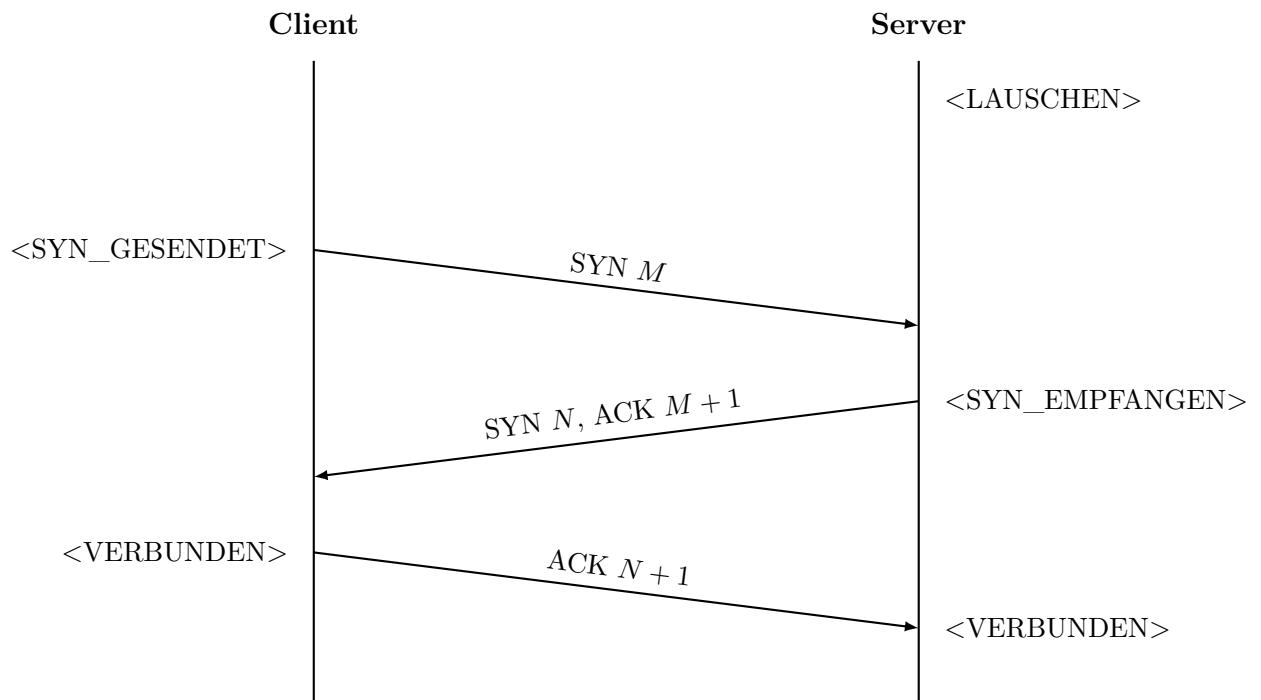 Client
Server
<LAUSCHEN>
<SYN_GESENDET>
SYN M
SYN N, ACK M + 1
<SYN_EMPFANGEN>
<VERBUNDEN>
ACK N + 1
<VERBUNDEN>